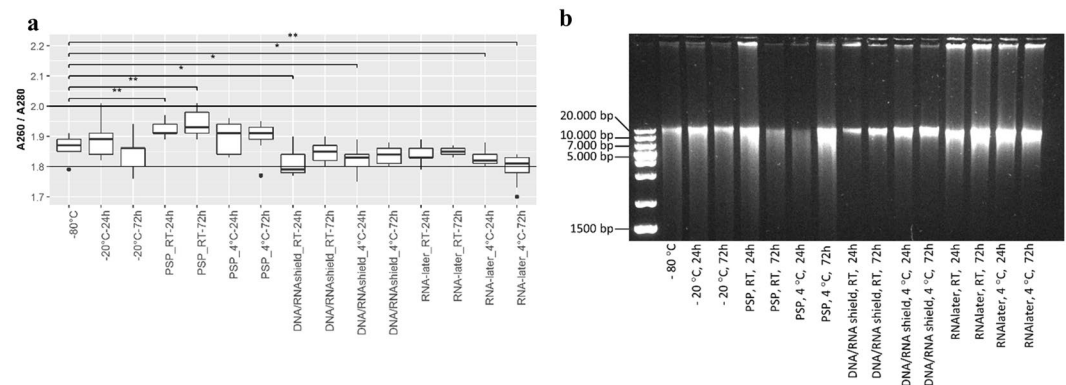 a
A260 / A280
2.2
2.1
2.0
1.9
1.8
1.7
**
*
*
*
**
**
-80°C
-20°C-24h
-20°C-72h
PSP_RT-24h
PSP_RT-72h
PSP_4°C-24h
PSP_4°C-72h
DNA/RNAshield_RT-24h
DNA/RNAshield_RT-72h
DNA/RNAshield_4°C-24h
DNA/RNAshield_4°C-72h
RNA-later_RT-24h
RNA-later_RT-72h
RNA-later_4°C-24h
RNA-later_4°C-72h
b
20.000 bp
10.000 bp
7.000 bp
5.000 bp
1500 bp
- 80 °C
- 20 °C, 24h
- 20 °C, 72h
PSP, RT, 24h
PSP, RT, 72h
PSP, 4 °C, 24h
PSP, 4 °C, 72h
DNA/RNA shield, RT, 24h
DNA/RNA shield, RT, 72h
DNA/RNA shield, 4 °C, 24h
DNA/RNA shield, 4 °C, 72h
RNAlater, RT, 24h
RNAlater, RT, 72h
RNAlater, 4 °C, 24h
RNAlater, 4 °C, 72h